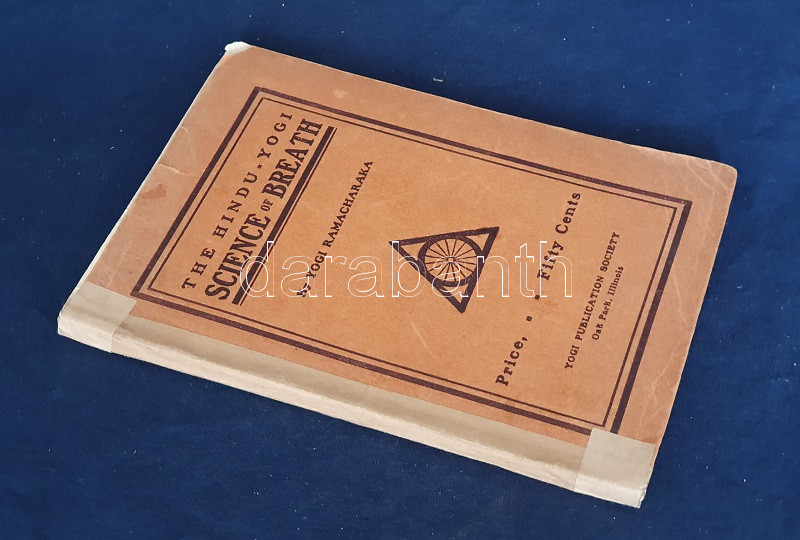 THE HINDU-YOGI
SCIENCE OF BREATH
By YOGI RAMACHARAKA
Price, - - Fifty Cents
YOGI PUBLICATION SOCIETY
Oak Park, Illinois
darabanth